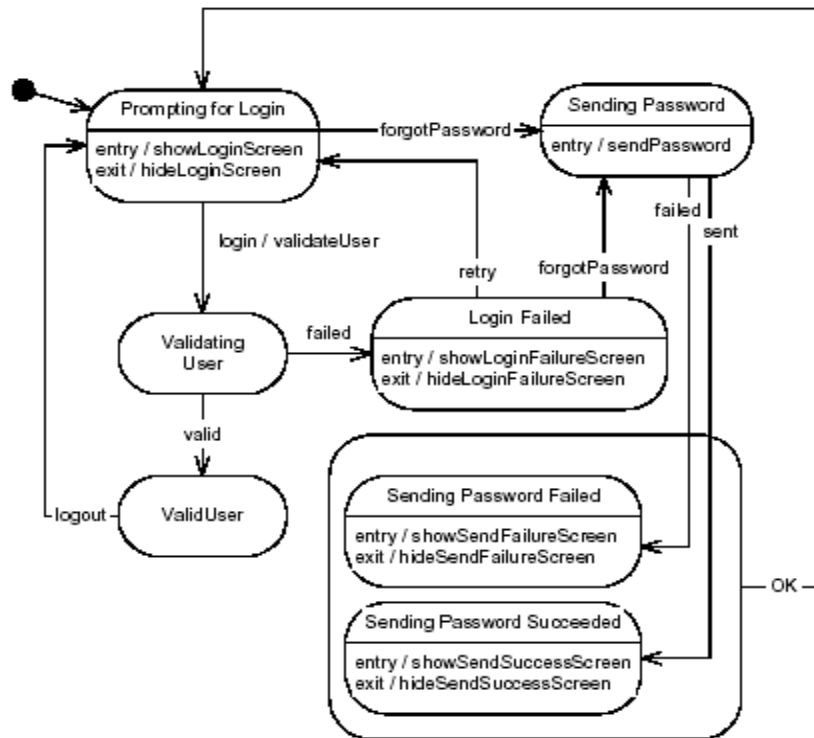 Prompting for Login
entry / showLoginScreen
exit / hideLoginScreen
forgotPassword
Sending Password
entry / sendPassword
failed
sent
login / validateUser
retry
forgotPassword
Validating
User
failed
Login Failed
entry / showLoginFailureScreen
exit / hideLoginFailureScreen
valid
logout
ValidUser
Sending Password Failed
entry / showSendFailureScreen
exit / hideSendFailureScreen
OK
Sending Password Succeeded
entry / showSendSuccessScreen
exit / hideSendSuccessScreen